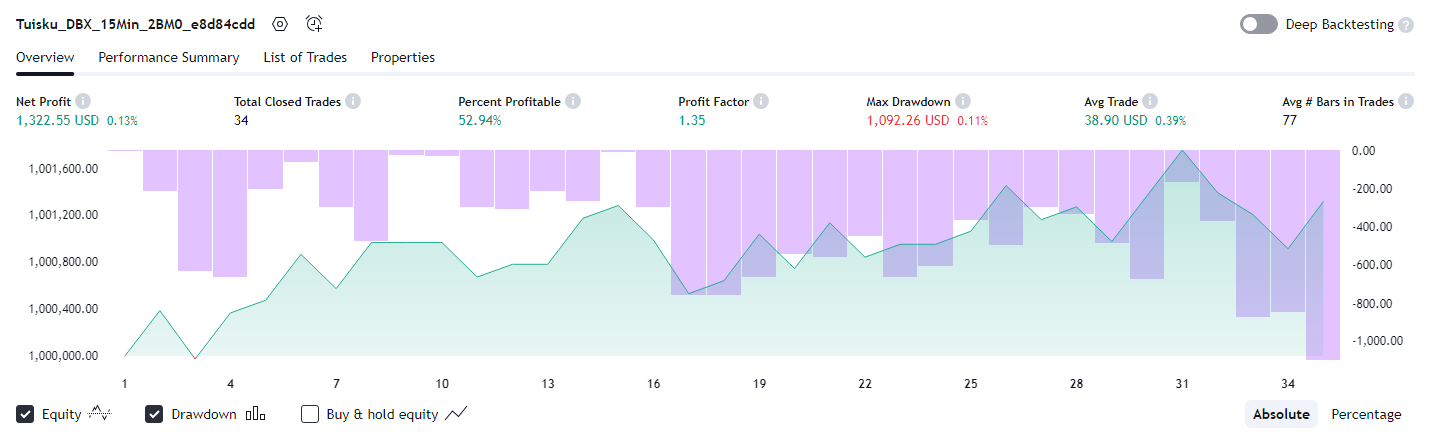 Tuisku_DBX_15Min_2BM0_e8d84cdd Deep Backtesting ?
Overview Performance Summary List of Trades Properties
Net Profit i Total Closed Trades i Percent Profitable i Profit Factor i Max Drawdown i Avg Trade i Avg # Bars in Trades i
1,322.55 USD 0.13% 34 52.94% 1.35 1,092.26 USD 0.11% 38.90 USD 0.39% 77
0.00
1,001,600.00
-200.00
1,001,200.00
-400.00
1,000,800.00
-600.00
1,000,400.00
-800.00
1,000,000.00
-1,000.00
1 4 7 10 13 16 19 22 25 28 31 34
Equity Drawdown Buy & hold equity Absolute Percentage